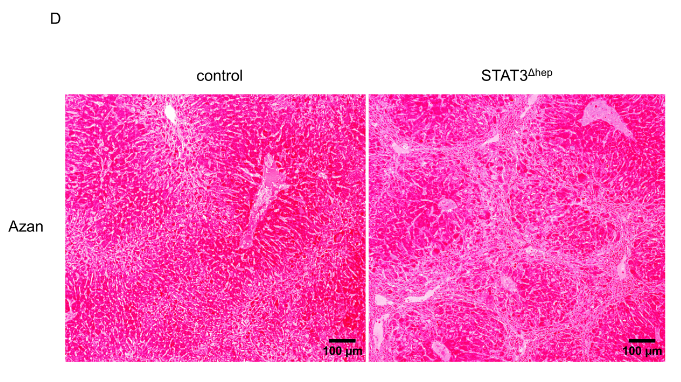 D
control
STAT3Δhep
Azan
100 µm
100 µm